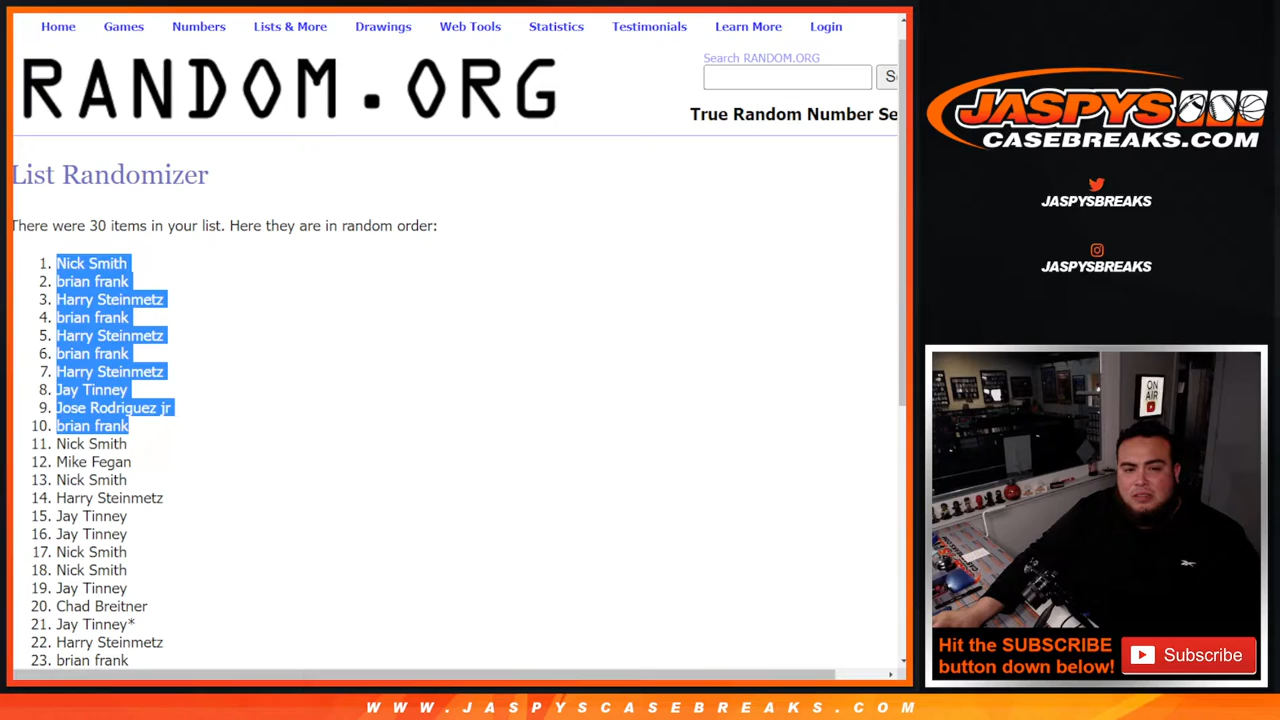 Home Games Numbers Lists & More Drawings Web Tools Statistics Testimonials Learn More Login
Search RANDOM.ORG
RANDOM.ORG
True Random Number Se
List Randomizer
There were 30 items in your list. Here they are in random order:
1. Nick Smith
2. brian frank
3. Harry Steinmetz
4. brian frank
5. Harry Steinmetz
6. brian frank
7. Harry Steinmetz
8. Jay Tinney
9. Jose Rodriguez jr
10. brian frank
11. Nick Smith
12. Mike Fegan
13. Nick Smith
14. Harry Steinmetz
15. Jay Tinney
16. Jay Tinney
17. Nick Smith
18. Nick Smith
19. Jay Tinney
20. Chad Breitner
21. Jay Tinney*
22. Harry Steinmetz
23. brian frank
JASPYS
CASEBREAKS.COM
JASPYSBREAKS
JASPYSBREAKS
ON
AIR
Hit the SUBSCRIBE
button down below!
Subscribe
WWW.JASPYSCASEBREAKS.COM